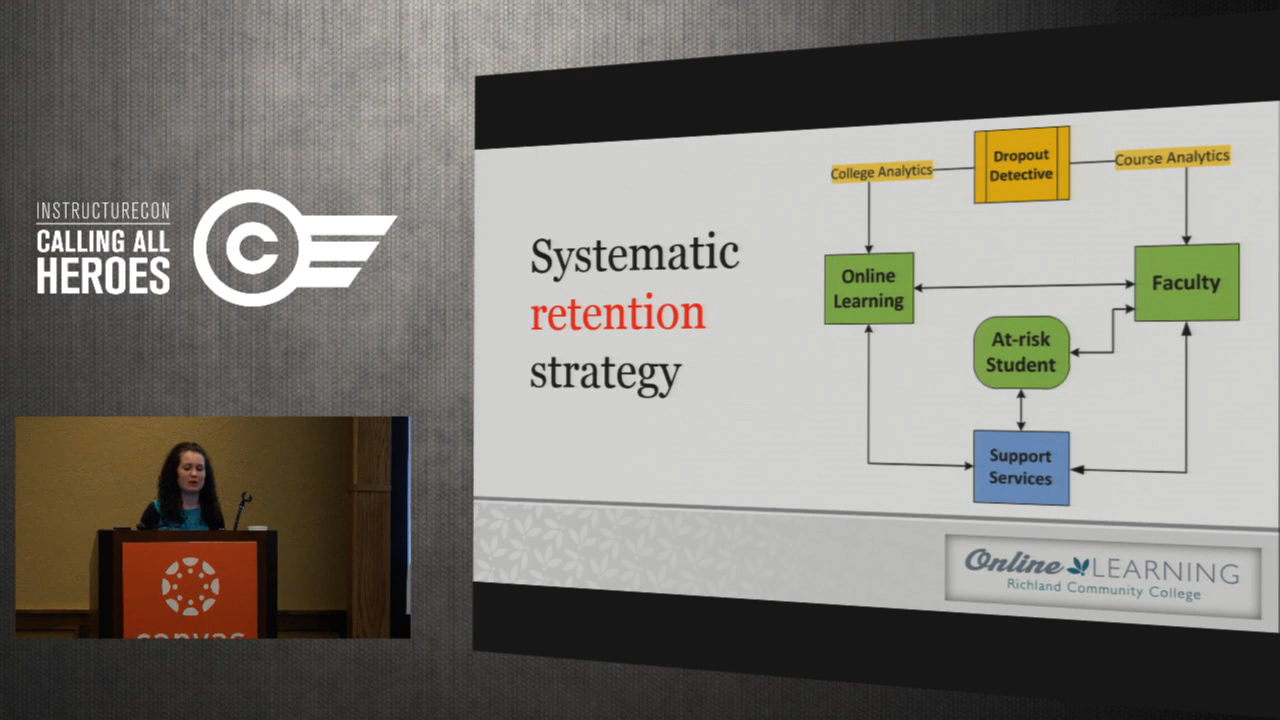 INSTRUCTURECON
CALLING ALL
HEROES
C
Systematic
retention
strategy
Dropout
Detective
College Analytics
Course Analytics
Online
Learning
Faculty
At-risk
Student
Support
Services
Online LEARNING
Richland Community College
canvas